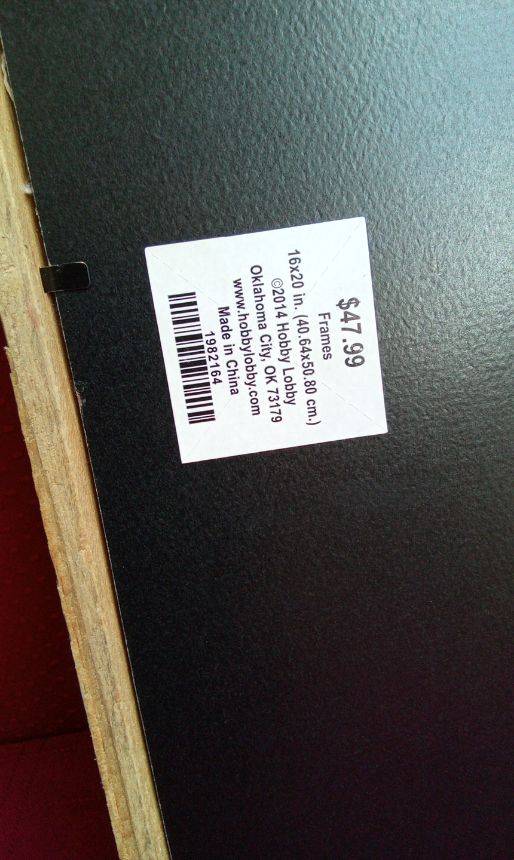 $47.99
Frames
16x20 in. (40.64x50.80 cm.)
©2014 Hobby Lobby
Oklahoma City, OK 73179
www.hobbylobby.com
Made in China
1982164